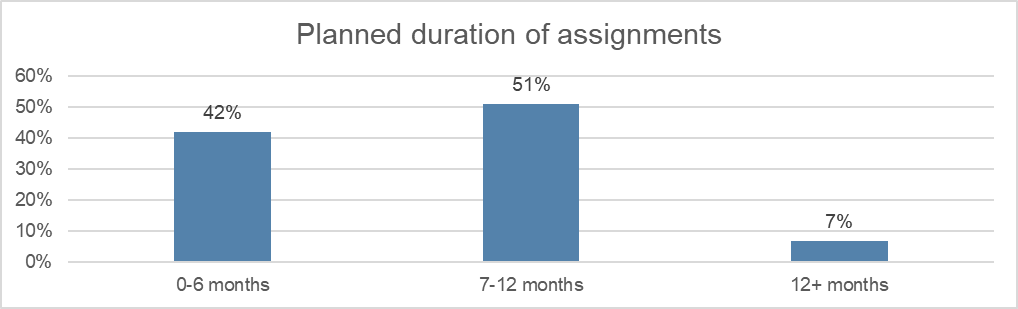 Planned duration of assignments
60%
50%
40%
30%
20%
10%
0%
42%
51%
7%
0-6 months
7-12 months
12+ months